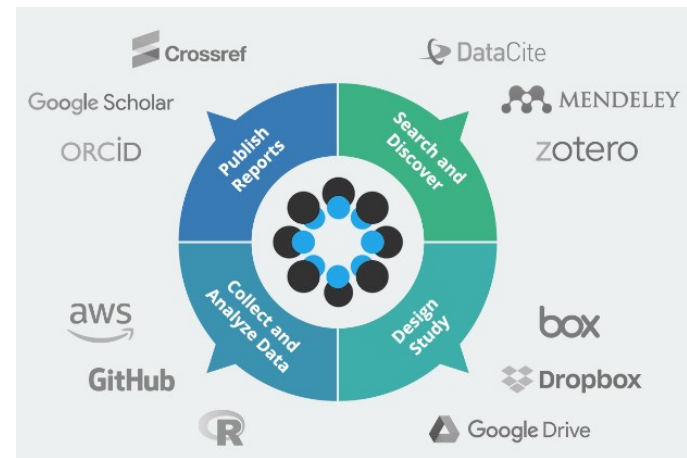 Crossref
DataCite
Google Scholar
MENDELEY
ORCID
zotero
Publish
Reports
Search and
Discover
Collect and
Analyze Data
Design
Study
aws
box
GitHub
Dropbox
R
Google Drive